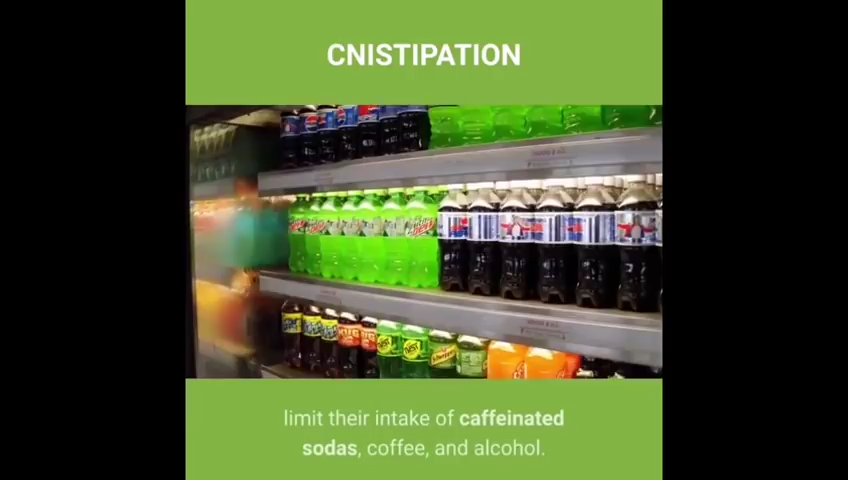 CNISTIPATION
limit their intake of caffeinated
sodas, coffee, and alcohol.